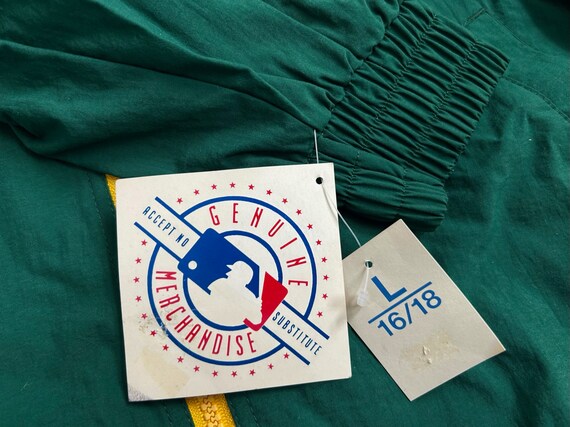 ACCEPT NO
GENUINE
MERCHANDISE
SUBSTITUTE
L
16/18